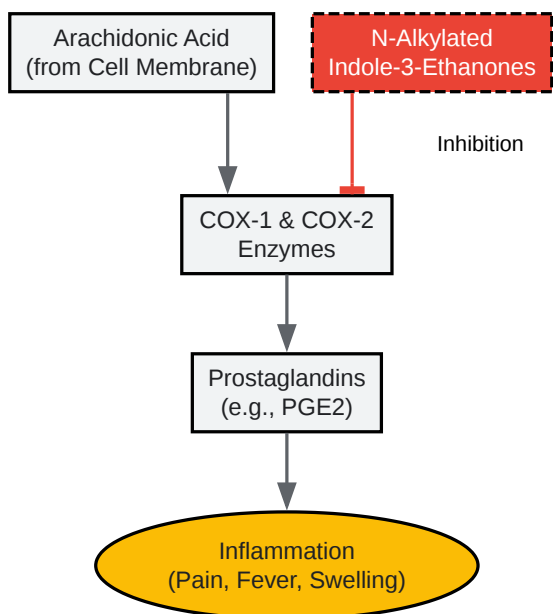 Arachidonic Acid
(from Cell Membrane)
N-Alkylated
Indole-3-Ethanones
Inhibition
COX-1 & COX-2
Enzymes
Prostaglandins
(e.g., PGE2)
Inflammation
(Pain, Fever, Swelling)